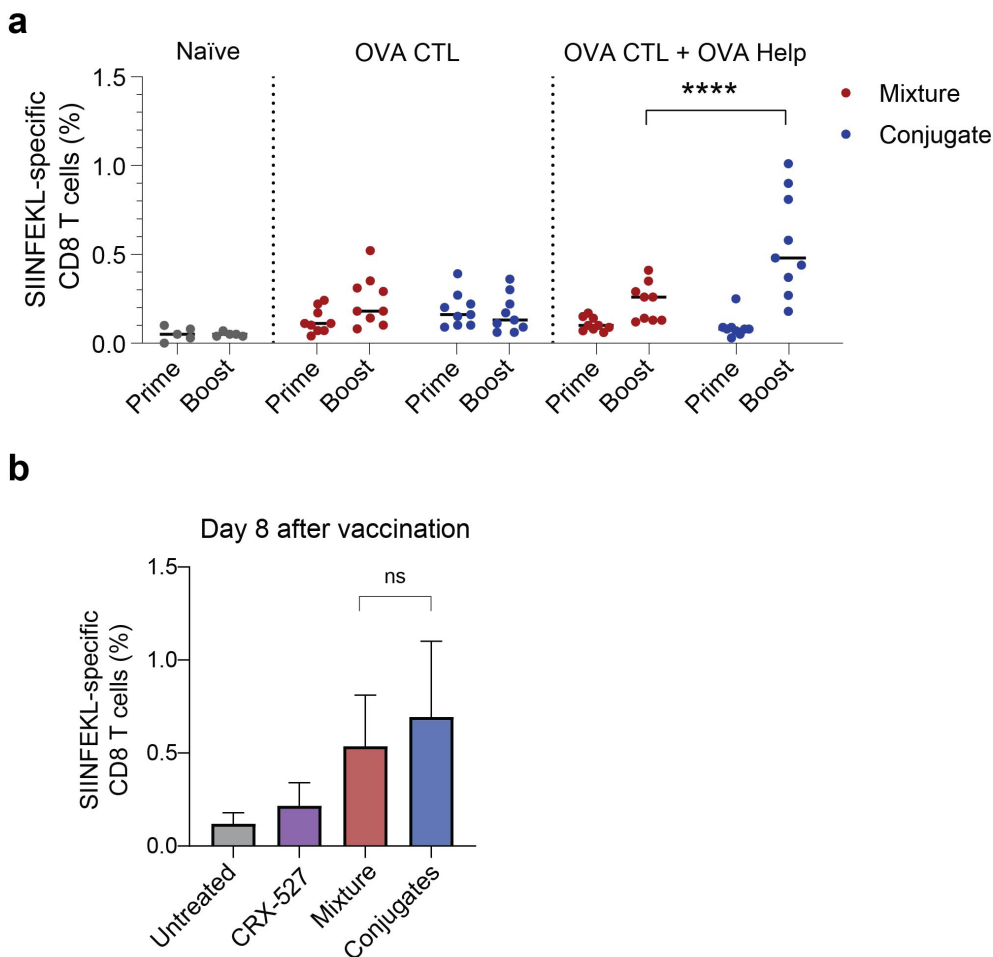 a
Naïve
OVA CTL
OVA CTL + OVA Help
****
Mixture
Conjugate
SIINFEKL-specific
CD8 T cells (%)
1.5
1.0
0.5
0.0
Prime
Boost
Prime
Boost
Prime
Boost
Prime
Boost
Prime
Boost
b
Day 8 after vaccination
ns
SIINFEKL-specific
CD8 T cells (%)
1.5
1.0
0.5
0.0
Untreated
CRX-527
Mixture
Conjugates